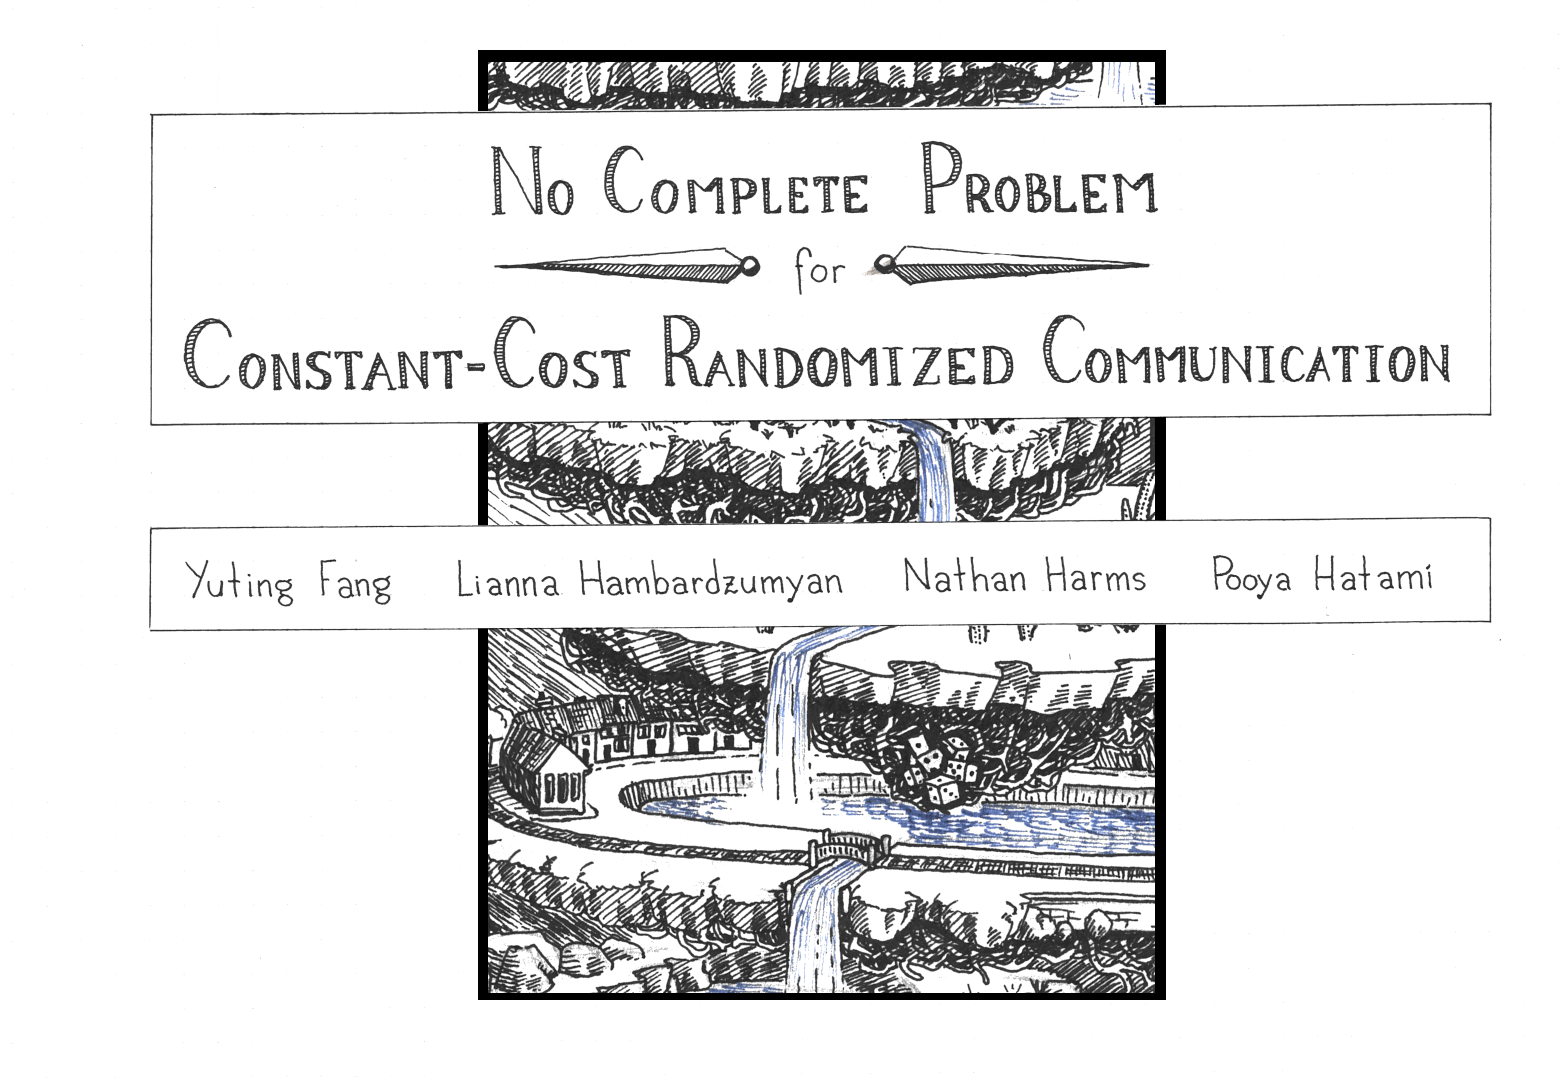 No Complete Problem
for
Constant-Cost Randomized Communication
Yuting Fang Lianna Hambardzumyan Nathan Harms Pooya Hatami